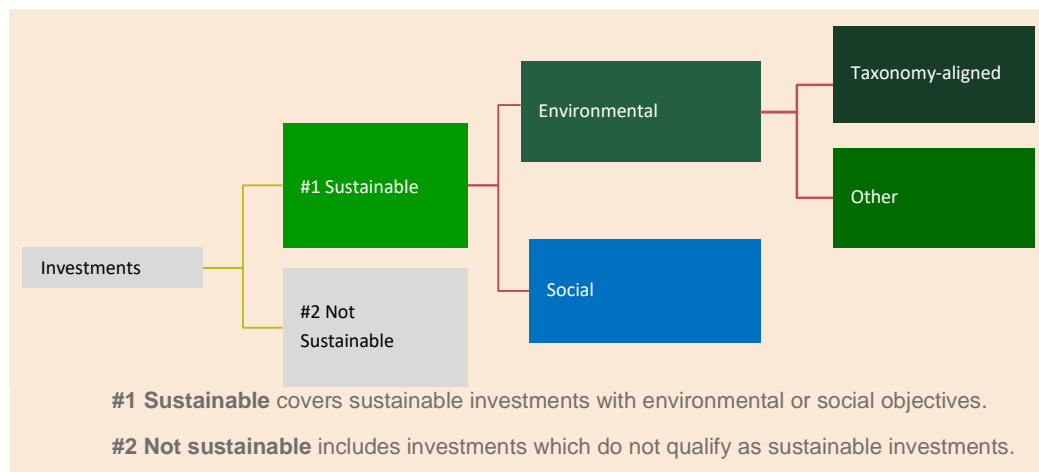 Taxonomy-aligned
Environmental
#1 Sustainable
Other
Investments
Social
#2 Not
Sustainable
#1 Sustainable covers sustainable investments with environmental or social objectives.
#2 Not sustainable includes investments which do not qualify as sustainable investments.